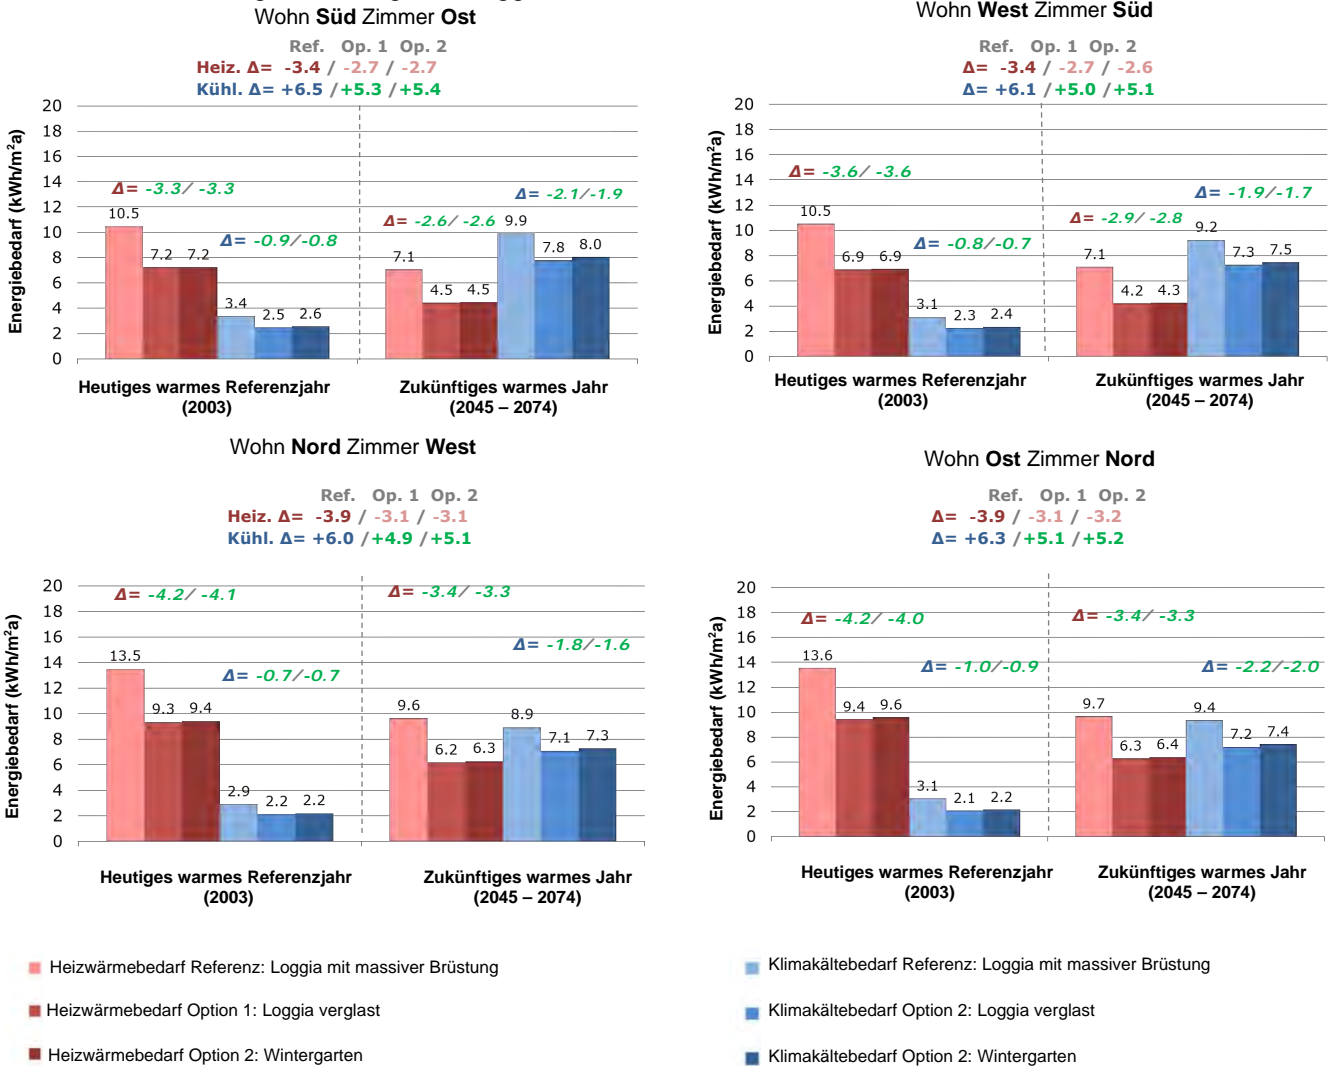 Wohn Süd Zimmer Ost
Ref. Op. 1 Op. 2
Heiz. Δ= -3.4 / -2.7 / -2.7
Kühl. Δ= +6.5 /+5.3 /+5.4
Energiebedarf (kWh/m²a)
20
18
16
14
12
10
8
6
4
2
0
Δ= -3.3/ -3.3
Δ= -0.9/-0.8
Δ= -2.6/ -2.6
Δ= -2.1/-1.9
10.5
7.2 7.2
3.4
2.5 2.6
7.1
4.5 4.5
9.9
7.8 8.0
Heutiges warmes Referenzjahr
(2003)
Zukünftiges warmes Jahr
(2045 – 2074)
Wohn West Zimmer Süd
Ref. Op. 1 Op. 2
Δ= -3.4 / -2.7 / -2.6
Δ= +6.1 /+5.0 /+5.1
Energiebedarf (kWh/m²a)
20
18
16
14
12
10
8
6
4
2
0
Δ= -3.6/ -3.6
Δ= -0.8/-0.7
Δ= -2.9/ -2.8
Δ= -1.9/-1.7
10.5
6.9 6.9
3.1
2.3 2.4
7.1
4.2 4.3
9.2
7.3 7.5
Heutiges warmes Referenzjahr
(2003)
Zukünftiges warmes Jahr
(2045 – 2074)
Wohn Nord Zimmer West
Ref. Op. 1 Op. 2
Heiz. Δ= -3.9 / -3.1 / -3.1
Kühl. Δ= +6.0 /+4.9 /+5.1
Energiebedarf (kWh/m²a)
20
18
16
14
12
10
8
6
4
2
0
Δ= -4.2/ -4.1
Δ= -0.7/-0.7
Δ= -3.4/ -3.3
Δ= -1.8/-1.6
13.5
9.3 9.4
2.9
2.2 2.2
9.6
6.2 6.3
8.9
7.1 7.3
Heutiges warmes Referenzjahr
(2003)
Zukünftiges warmes Jahr
(2045 – 2074)
Wohn Ost Zimmer Nord
Ref. Op. 1 Op. 2
Δ= -3.9 / -3.1 / -3.2
Δ= +6.3 /+5.1 /+5.2
Energiebedarf (kWh/m²a)
20
18
16
14
12
10
8
6
4
2
0
Δ= -4.2/ -4.0
Δ= -1.0/-0.9
Δ= -3.4/ -3.3
Δ= -2.2/-2.0
13.6
9.4 9.6
3.1
2.1 2.2
9.7
6.3 6.4
9.4
7.2 7.4
Heutiges warmes Referenzjahr
(2003)
Zukünftiges warmes Jahr
(2045 – 2074)
Heizwärmebedarf Referenz: Loggia mit massiver Brüstung
Heizwärmebedarf Option 1: Loggia verglast
Heizwärmebedarf Option 2: Wintergarten
Klimakältebedarf Referenz: Loggia mit massiver Brüstung
Klimakältebedarf Option 2: Loggia verglast
Klimakältebedarf Option 2: Wintergarten